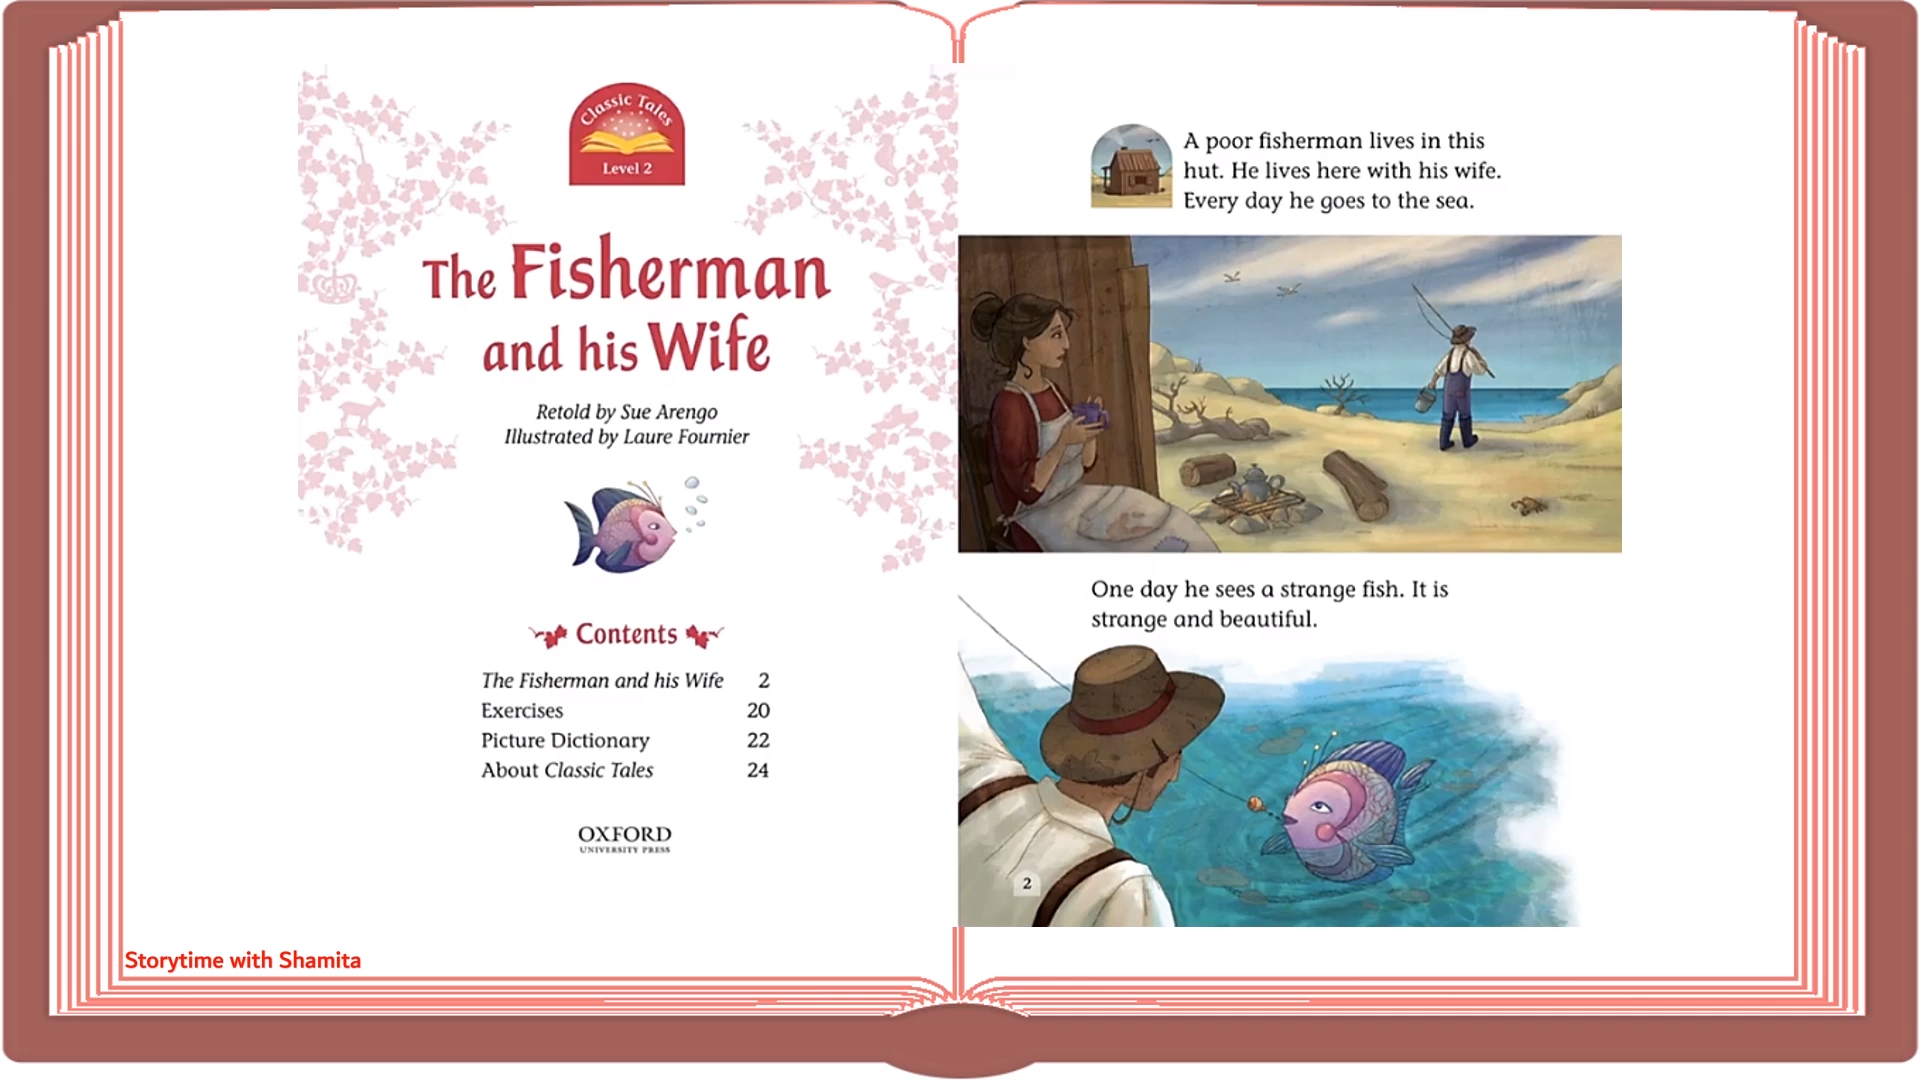 Classic Tales
Level 2
The Fisherman
and his Wife
Retold by Sue Arengo
Illustrated by Laure Fournier
Contents
The Fisherman and his Wife 2
Exercises 20
Picture Dictionary 22
About Classic Tales 24
OXFORD
UNIVERSITY PRESS
Storytime with Shamita
A poor fisherman lives in this
hut. He lives here with his wife.
Every day he goes to the sea.
One day he sees a strange fish. It is
strange and beautiful.
2